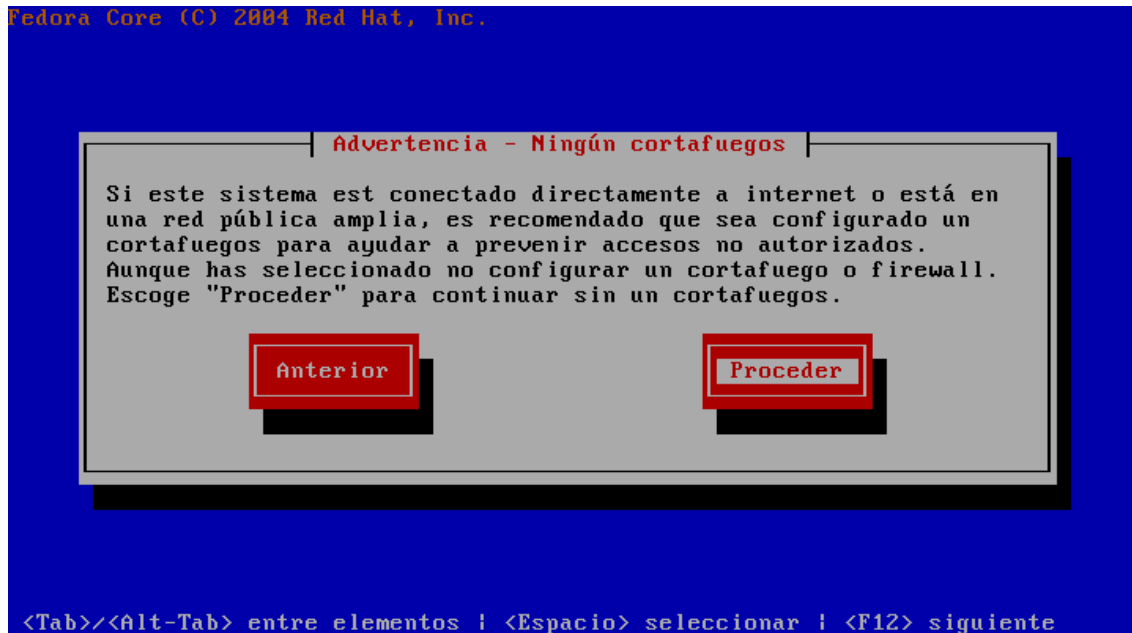 Fedora Core (C) 2004 Red Hat, Inc.
Advertencia - Ningún cortafuegos
Si este sistema est conectado directamente a internet o está en
una red pública amplia, es recomendado que sea configurado un
cortafuegos para ayudar a prevenir accesos no autorizados.
Aunque has seleccionado no configurar un cortafuego o firewall.
Escoge "Proceder" para continuar sin un cortafuegos.
Anterior Proceder
<Tab>/<Alt-Tab> entre elementos ¦ <Espacio> seleccionar ¦ <F12> siguiente